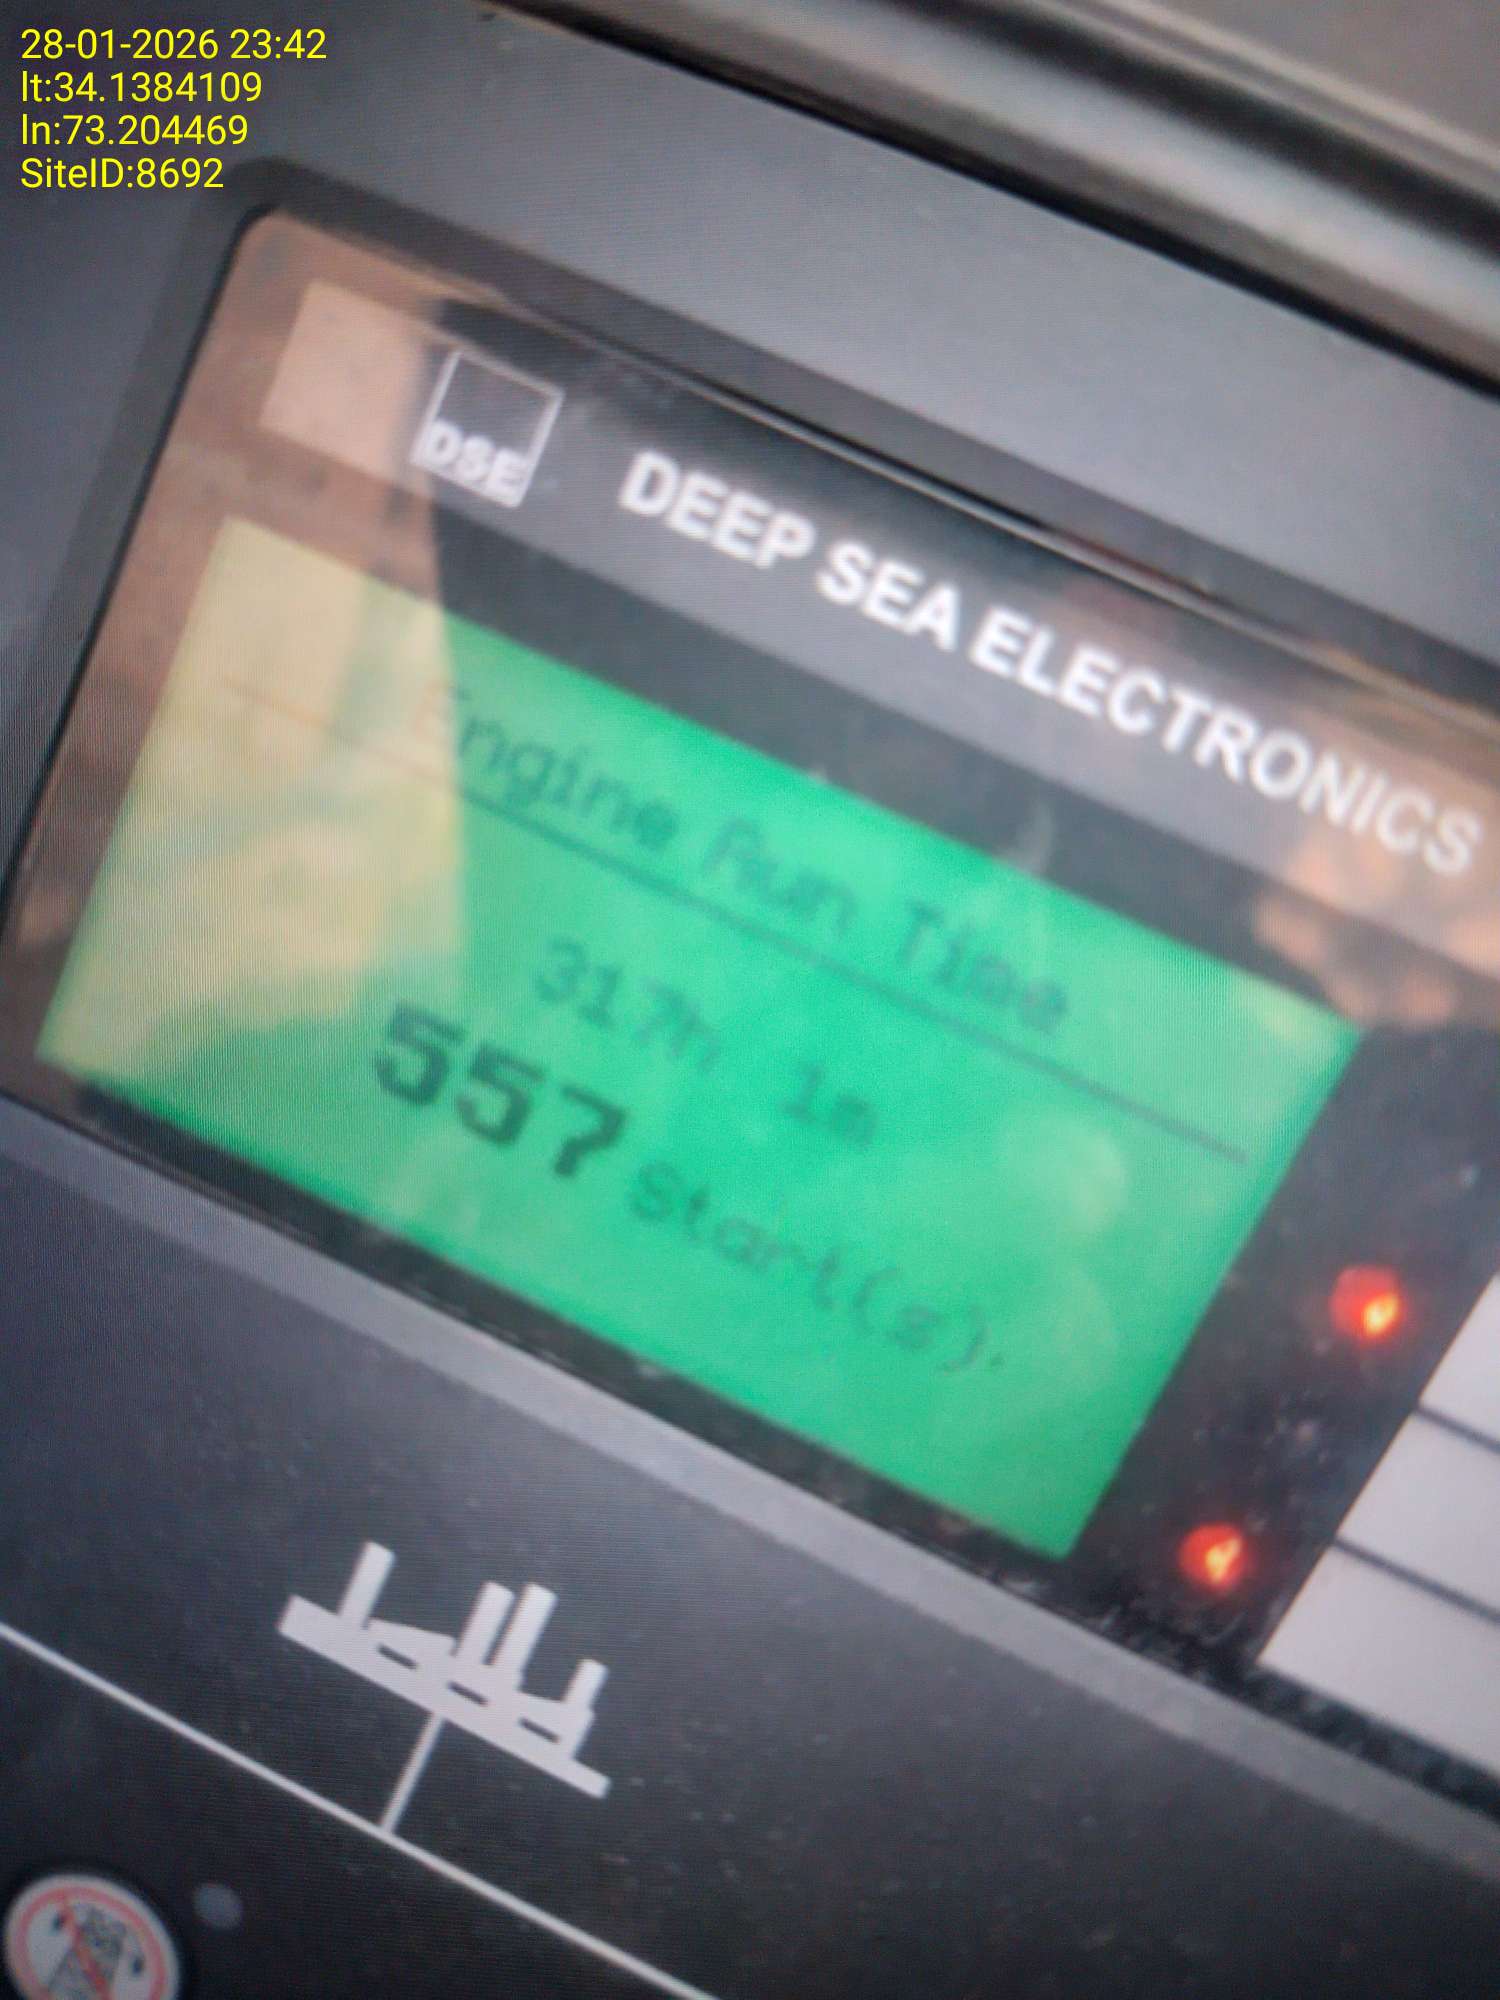 28-01-2026 23:42
lt:34.1384109
ln:73.204469
SiteID:8692
DSE
DEEP SEA ELECTRONICS
Engine Run Time
317h 1m
557 Start(s).